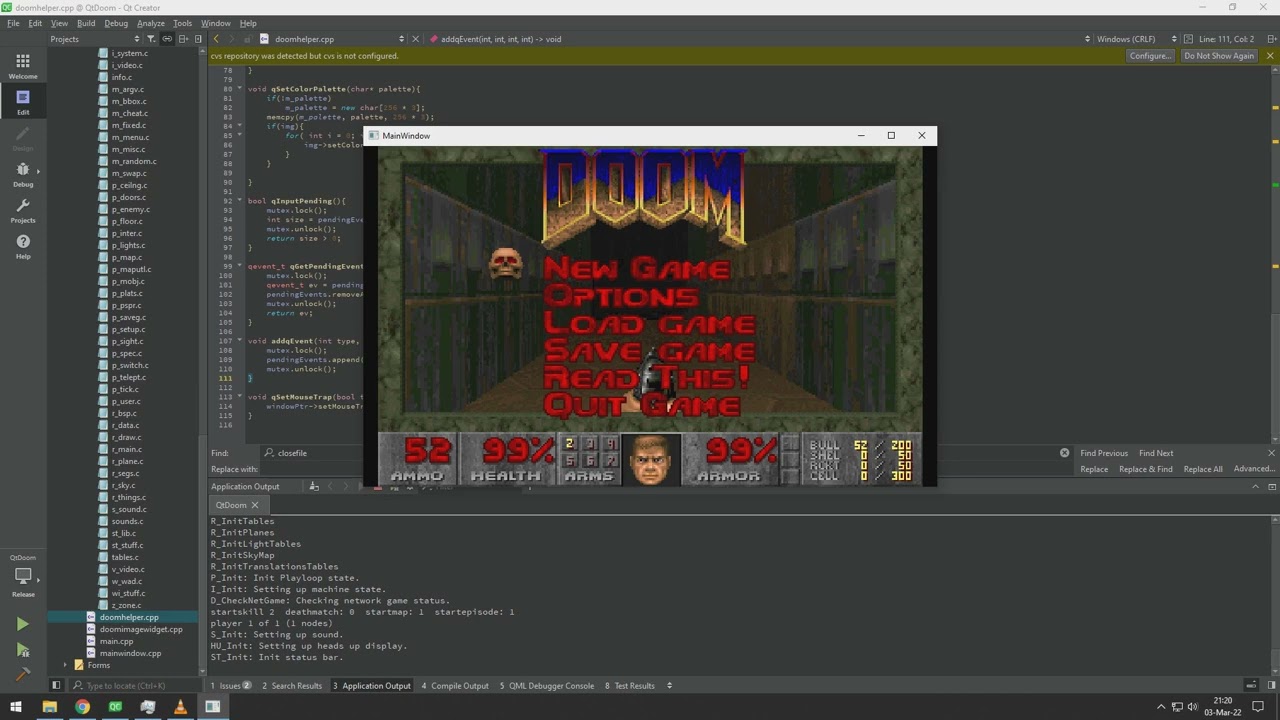 doomhelper.cpp @ QtDoom - Qt Creator
File Edit View Build Debug Analyze Tools Window Help
Projects
doomhelper.cpp
addqEvent(int, int, int, int) -> void
Windows (CRLF)
Line: 111, Col: 2
cvs repository was detected but cvs is not configured.
Configure...
Do Not Show Again
Welcome
Edit
Design
Debug
Projects
Help
QtDoom
Release
i_system.c
i_video.c
info.c
m_argv.c
m_bbox.c
m_cheat.c
m_fixed.c
m_menu.c
m_misc.c
m_random.c
m_swap.c
p_ceilng.c
p_doors.c
p_enemy.c
p_floor.c
p_inter.c
p_lights.c
p_map.c
p_maputl.c
p_mobj.c
p_plats.c
p_pspr.c
p_saveg.c
p_setup.c
p_sight.c
p_spec.c
p_switch.c
p_telept.c
p_tick.c
p_user.c
r_bsp.c
r_data.c
r_draw.c
r_main.c
r_plane.c
r_segs.c
r_sky.c
r_things.c
s_sound.c
sounds.c
st_lib.c
st_stuff.c
tables.c
v_video.c
w_wad.c
wi_stuff.c
z_zone.c
doomhelper.cpp
doomimagewidget.cpp
main.cpp
mainwindow.cpp
Forms
78 }
79
80 void qSetColorPalette(char* palette){
81 if(!m_palette)
82 m_palette = new char[256 * 3];
83 memcpy(m_palette, palette, 256 * 3);
84 if(img){
85 for( int i = 0;
86 img->setColo
87 }
88 }
89
90 }
91
92 bool qInputPending(){
93 mutex.lock();
94 int size = pendingEve
95 mutex.unlock();
96 return size > 0;
97 }
98
99 qevent_t qGetPendingEvent
100 mutex.lock();
101 qevent_t ev = pending
102 pendingEvents.removeA
103 mutex.unlock();
104 return ev;
105 }
106
107 void addqEvent(int type,
108 mutex.lock();
109 pendingEvents.append(
110 mutex.unlock();
111 }
112
113 void qSetMouseTrap(bool
114 windowPtr->setMouseTr
115 }
116
MainWindow
DOOM
New Game
Options
Load game
Save game
Read This!
Quit Game
52
AMMO
99%
HEALTH
2 3 4
5 6 7
ARMS
99%
ARMOR
BULL 52 / 200
SHEL 0 / 50
RCKT 0 / 50
CELL 0 / 300
Find: closefile
Find Previous
Find Next
Replace with:
Replace
Replace & Find
Replace All
Advanced...
Application Output
QtDoom
R_InitTables
R_InitPlanes
R_InitLightTables
R_InitSkyMap
R_InitTranslationsTables
P_Init: Init Playloop state.
I_Init: Setting up machine state.
D_CheckNetGame: Checking network game status.
startskill 2 deathmatch: 0 startmap: 1 startepisode: 1
player 1 of 1 (1 nodes)
S_Init: Setting up sound.
HU_Init: Setting up heads up display.
ST_Init: Init status bar.
Type to locate (Ctrl+K)
1 Issues 2
2 Search Results
3 Application Output
4 Compile Output
5 QML Debugger Console
8 Test Results
21:20
03-Mar-22